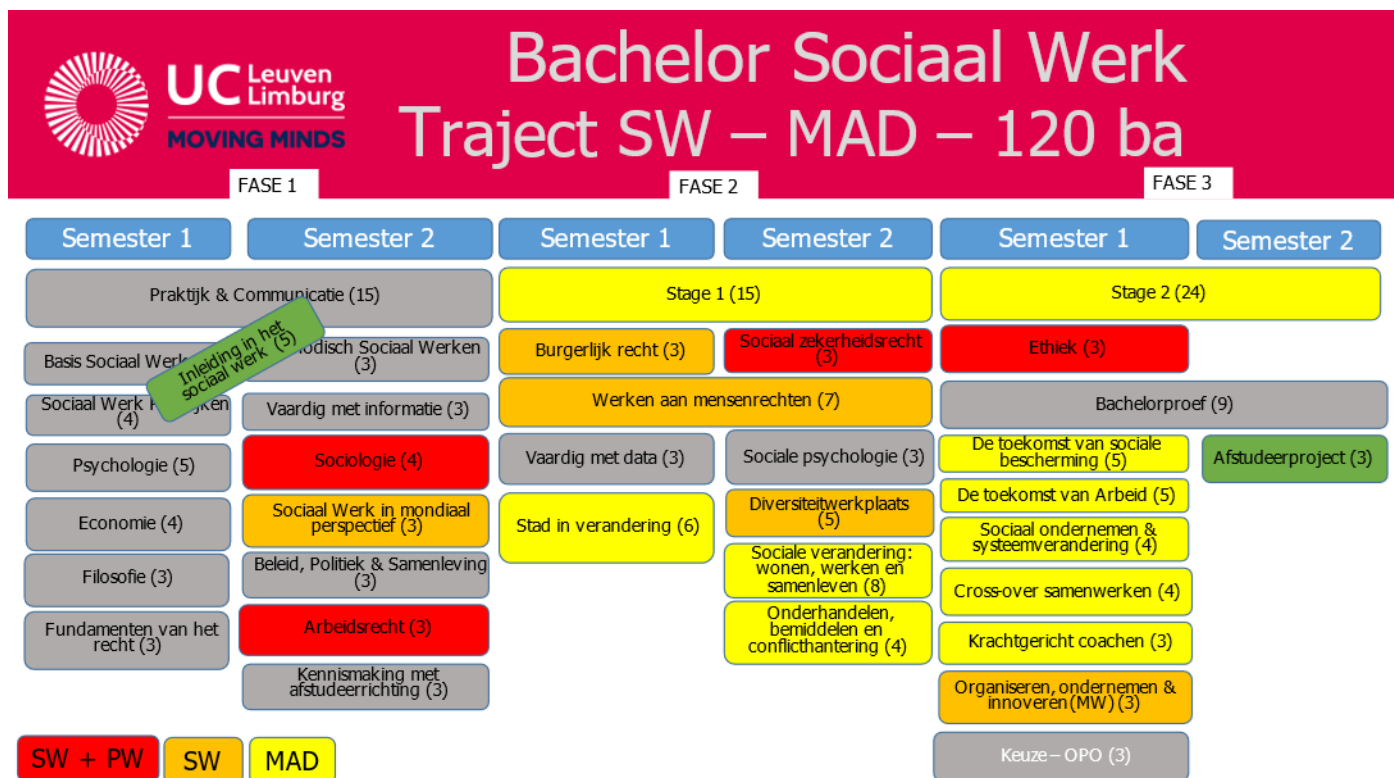 UC Leuven
Limburg
MOVING MINDS
Bachelor Sociaal Werk
Traject SW – MAD – 120 ba
FASE 1
FASE 2
FASE 3
Semester 1
Semester 2
Semester 1
Semester 2
Semester 1
Semester 2
Praktijk & Communicatie (15)
Stage 1 (15)
Stage 2 (24)
Inleiding in het
sociaal werk (5)
Basis Sociaal Werk
Sociaal Werken
(3)
Burgerlijk recht (3)
Sociaal zekerheidsrecht
(3)
Ethiek (3)
Sociaal Werk
(4)
Vaardig met informatie (3)
Werken aan mensenrechten (7)
Bachelorproef (9)
Psychologie (5)
Sociologie (4)
Vaardig met data (3)
Sociale psychologie (3)
De toekomst van sociale
bescherming (5)
Afstudeerproject (3)
De toekomst van Arbeid (5)
Economie (4)
Sociaal Werk in mondiaal
perspectief (3)
Stad in verandering (6)
Diversiteitwerkplaats
(5)
Sociaal ondernemen &
systeemverandering (4)
Filosofie (3)
Beleid, Politiek & Samenleving
(3)
Sociale verandering:
wonen, werken en
samenleven (8)
Cross-over samenwerken (4)
Fundamenten van het
recht (3)
Arbeidsrecht (3)
Onderhandelen,
bemiddelen en
conflicthantering (4)
Krachtgericht coachen (3)
Kennismaking met
afstudeerrichting (3)
Organiseren, ondernemen &
innoveren(MW) (3)
Keuze – OPO (3)
SW + PW
SW
MAD